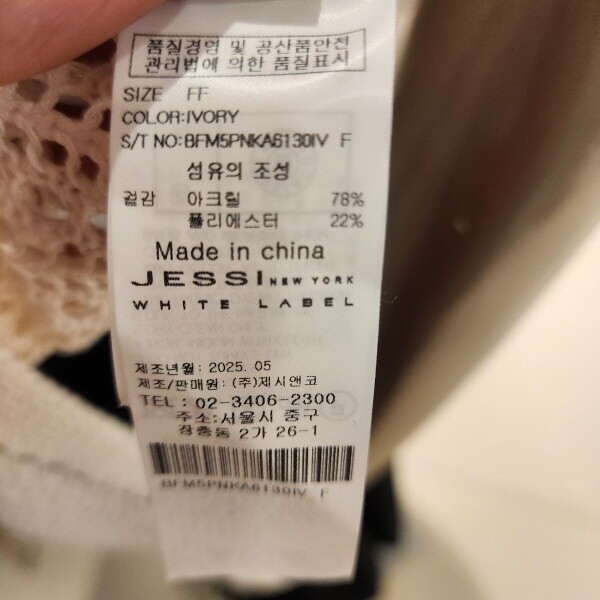 품질경영 및 공산품안전
관리법에 의한 품질표시
SIZE FF
COLOR:IVORY
S/T NO:BFM5PNKA6130IV F
섬유의 조성
겉감 아크릴 78%
폴리에스터 22%
Made in china
JESSI NEW YORK
WHITE LABEL
제조년월: 2025. 05
제조/판매원: (주)제시앤코
TEL : 02-3406-2300
주소:서울시 중구
장충동 2가 26-1
BFM5PNKA6130IV F